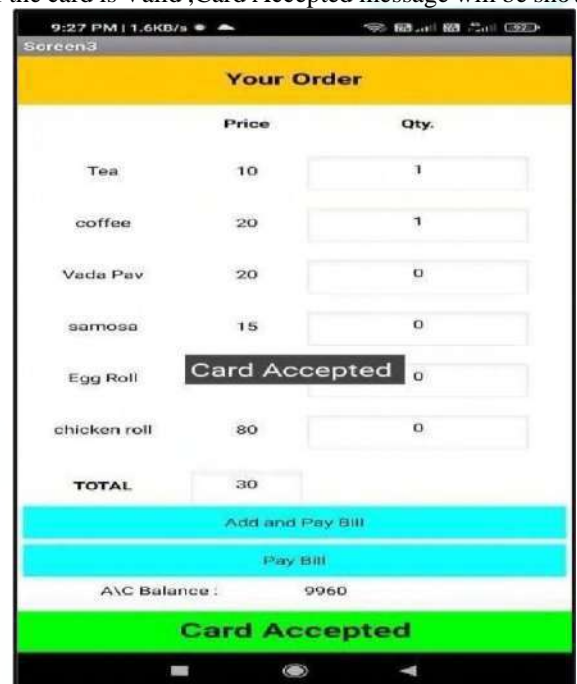 the card is Valid ,Card Accepted message will be sho
9:27 PM | 1.6KB/s
Screen3
Your Order
Price Qty.
Tea 10 1
coffee 20 1
Vada Pav 20 0
samosa 15 0
Card Accepted
Egg Roll 0
chicken roll 80 0
TOTAL 30
Add and Pay Bill
Pay Bill
A\C Balance : 9960
Card Accepted